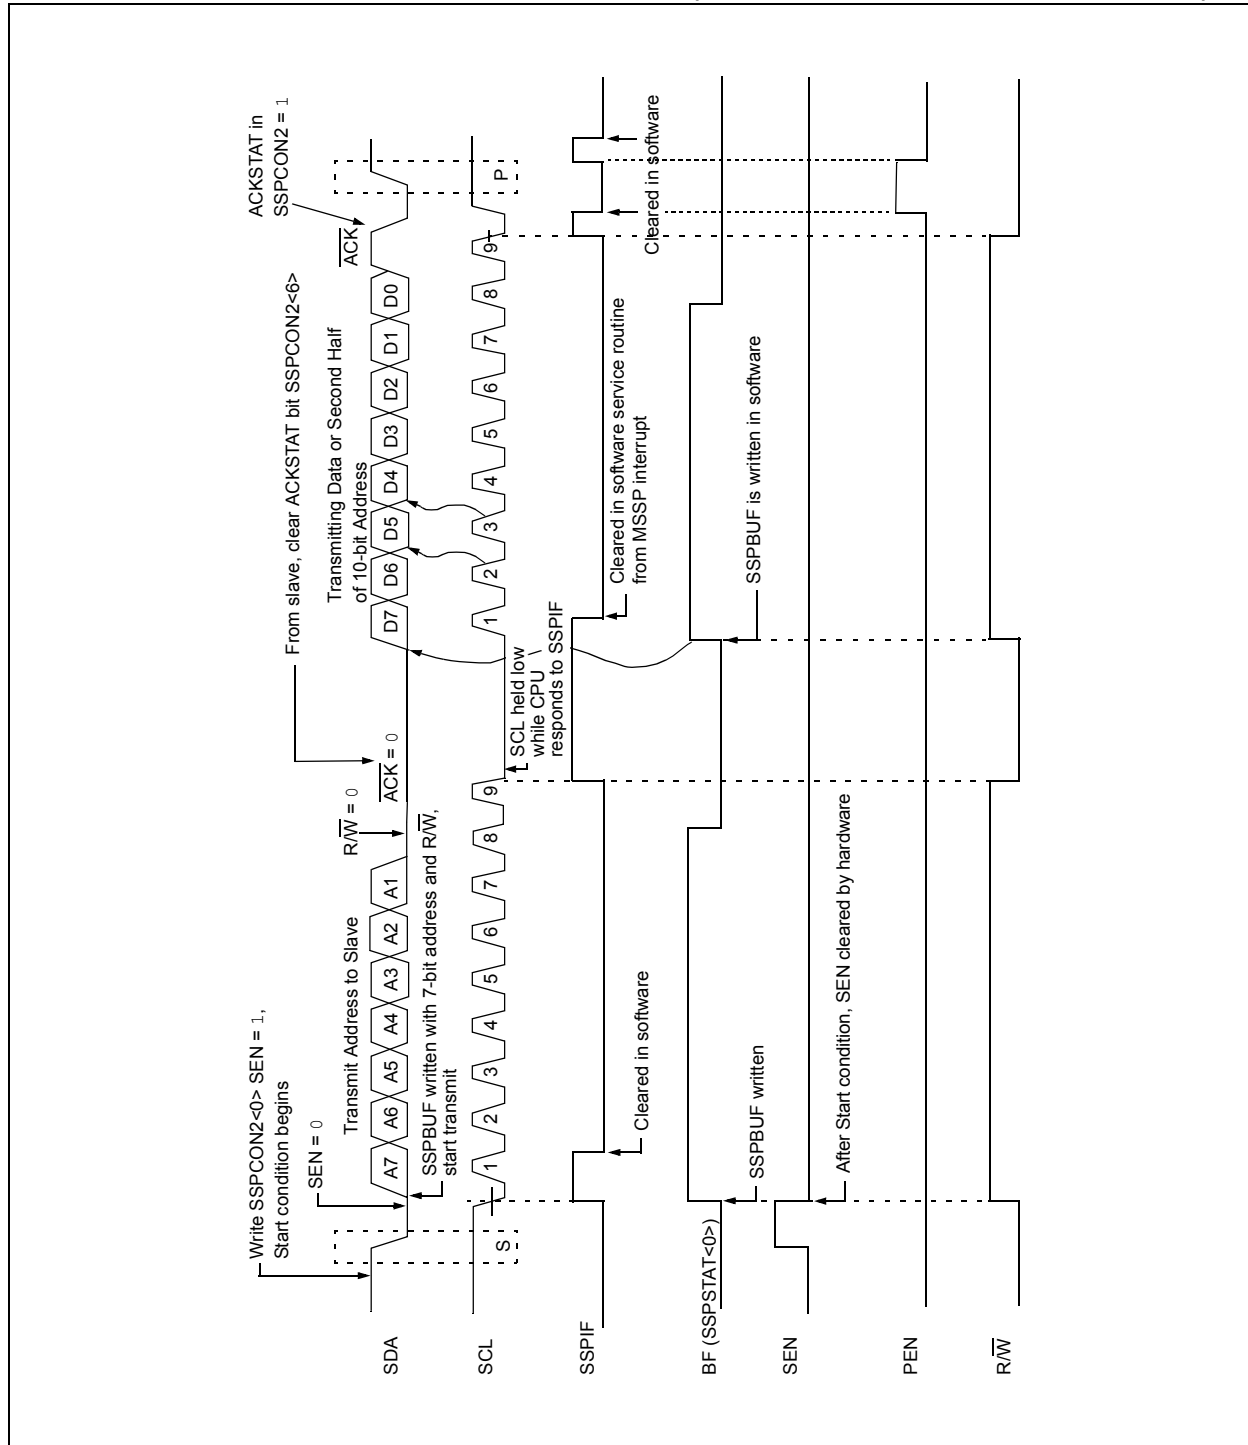 Write SSPCON2<0> SEN = 1,
Start condition begins
SEN = 0
From slave, clear ACKSTAT bit SSPCON2<6>
ACKSTAT in
SSPCON2 = 1
Transmit Address to Slave
R/W = 0
ACK = 0
Transmitting Data or Second Half
of 10-bit Address
ACK
SDA
A7 A6 A5 A4 A3 A2 A1
D7 D6 D5 D4 D3 D2 D1 D0
SSPBUF written with 7-bit address and R/W,
start transmit
SCL
S
1 2 3 4 5 6 7 8 9
1 2 3 4 5 6 7 8 9
P
SCL held low
while CPU
responds to SSPIF
SSPIF
Cleared in software
Cleared in software service routine
from MSSP interrupt
Cleared in software
BF (SSPSTAT<0>)
SSPBUF written
SSPBUF is written in software
SEN
After Start condition, SEN cleared by hardware
PEN
R/W